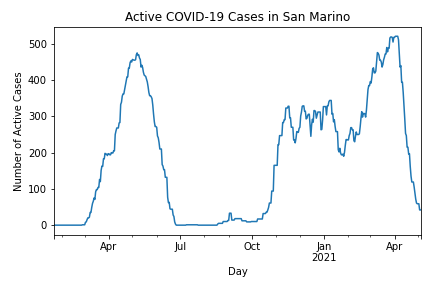 Active COVID-19 Cases in San Marino
Number of Active Cases
500
400
300
200
100
0
Apr
Jul
Oct
Jan
2021
Apr
Day